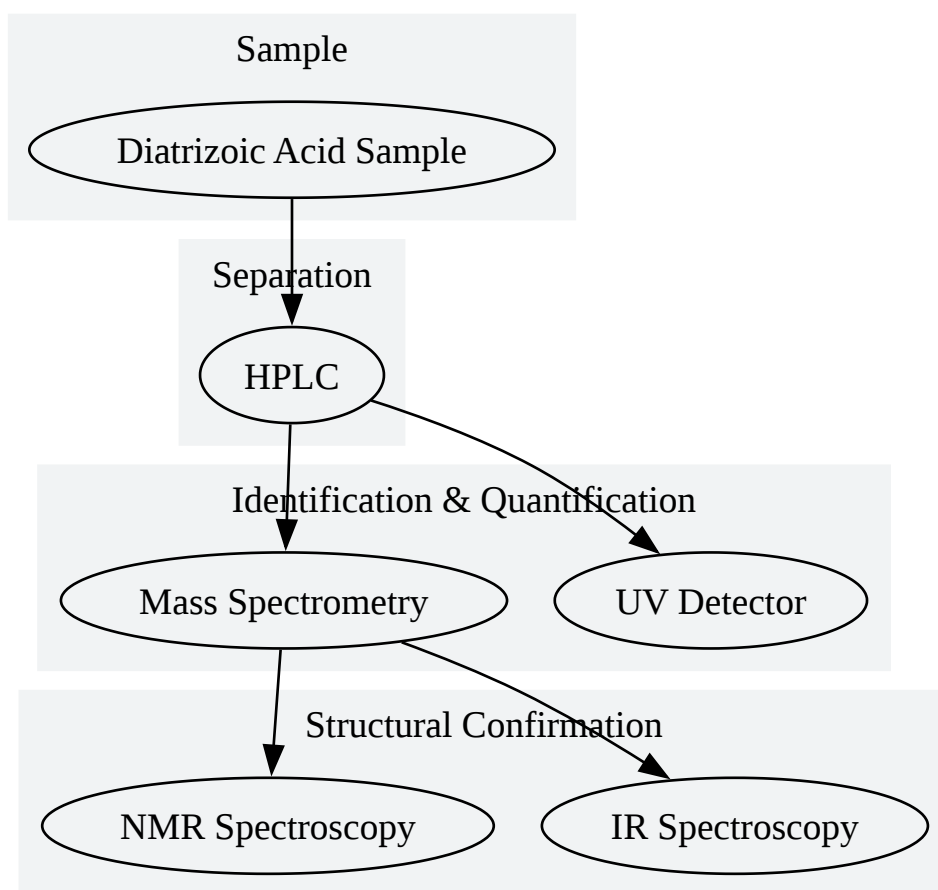 Sample
Diatrizoic Acid Sample
Separation
HPLC
Identification & Quantification
Mass Spectrometry
UV Detector
Structural Confirmation
NMR Spectroscopy
IR Spectroscopy